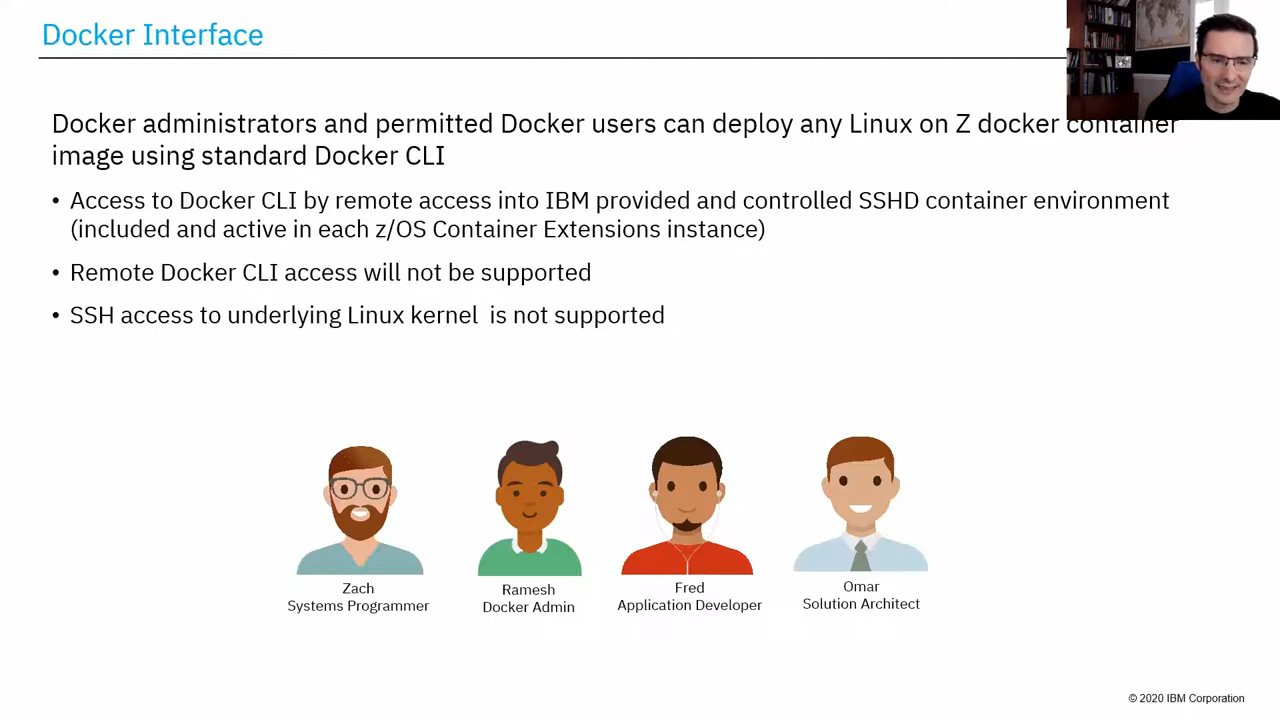 Docker Interface
Docker administrators and permitted Docker users can deploy any Linux on Z docker container
image using standard Docker CLI
• Access to Docker CLI by remote access into IBM provided and controlled SSHD container environment
(included and active in each z/OS Container Extensions instance)
• Remote Docker CLI access will not be supported
• SSH access to underlying Linux kernel  is not supported
Zach
Systems Programmer
Ramesh
Docker Admin
Fred
Application Developer
Omar
Solution Architect
© 2020 IBM Corporation